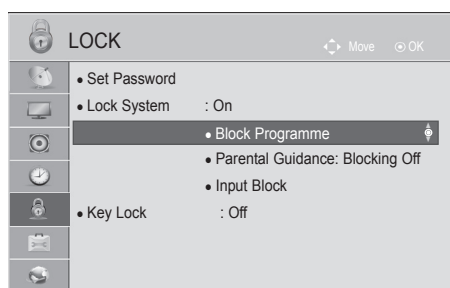 LOCK
Move OK
• Set Password
• Lock System : On
• Block Programme
• Parental Guidance: Blocking Off
• Input Block
• Key Lock : Off